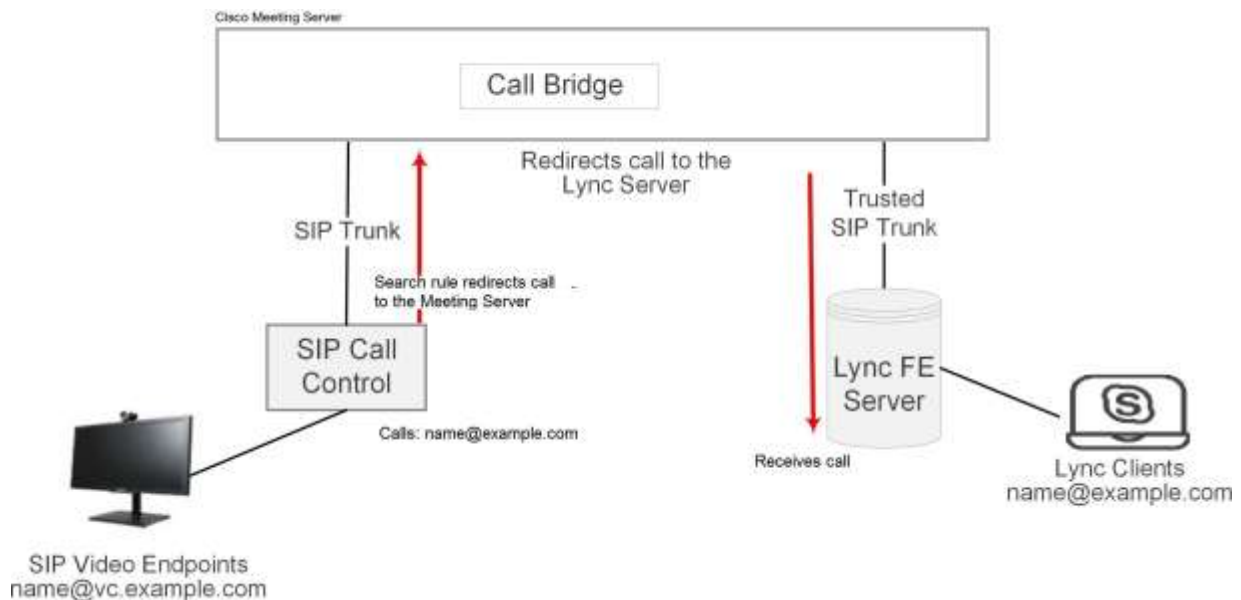 Cisco Meeting Server
Call Bridge
Redirects call to the
Lync Server
SIP Trunk
Trusted
SIP Trunk
Search rule redirects call
to the Meeting Server
SIP Call
Control
Lync FE
Server
Calls: name@example.com
Receives call
S
Lync Clients
name@example.com
SIP Video Endpoints
name@vc.example.com